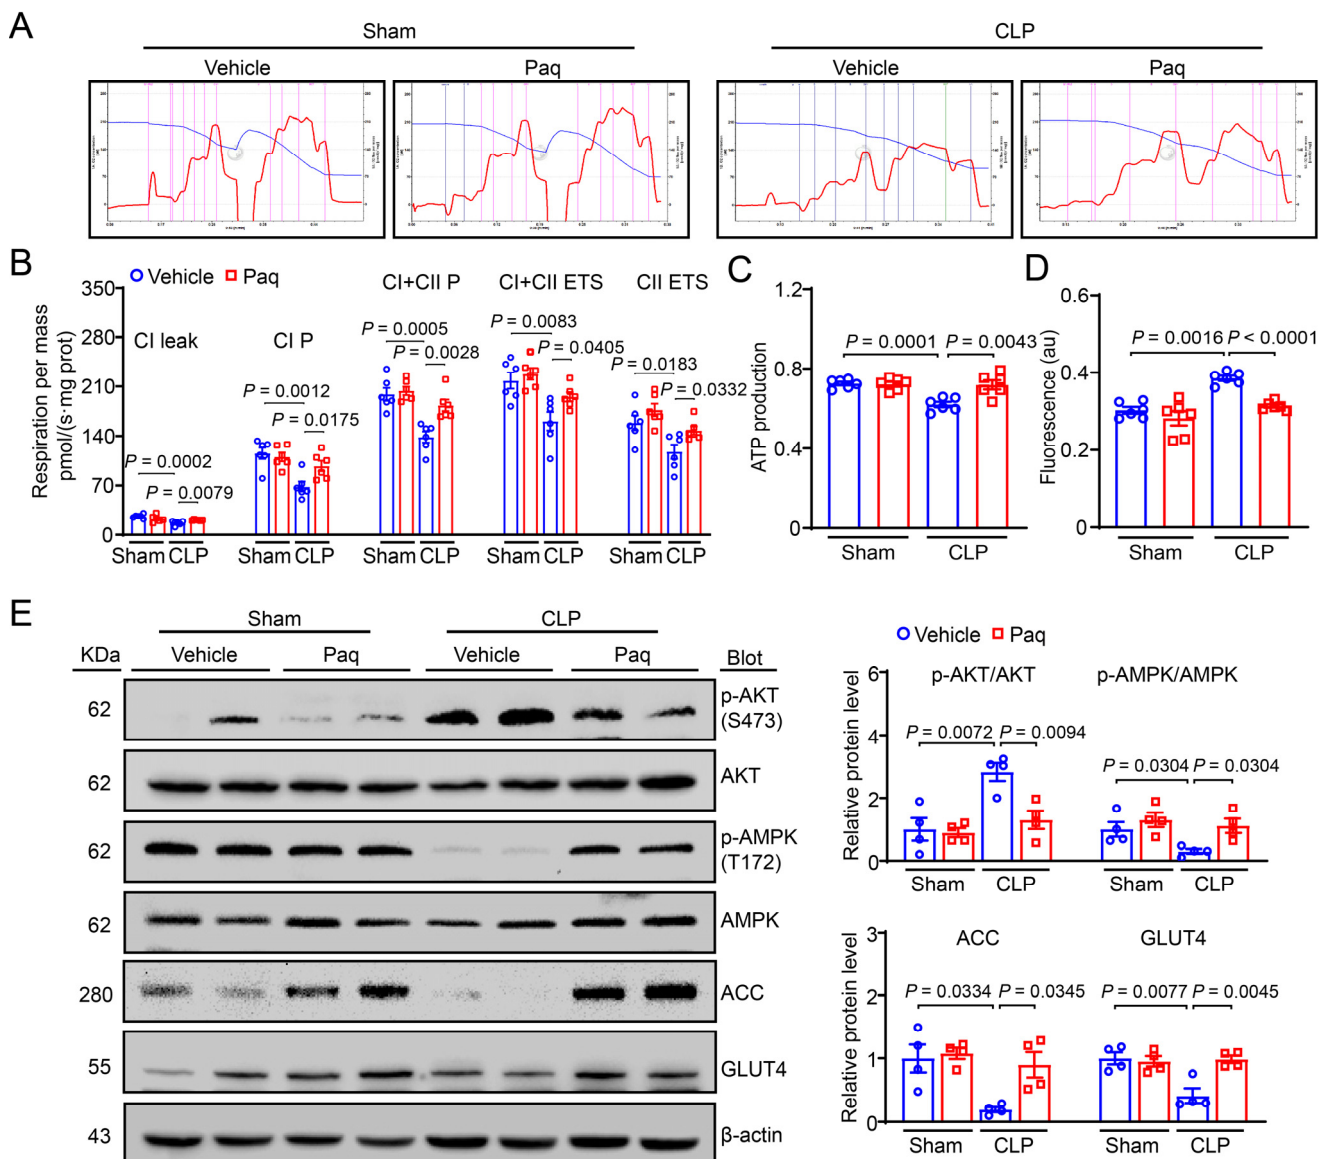 A
Sham
CLP
Vehicle
Paq
Vehicle
Paq
B
Vehicle
Paq
Respiration per mass
pmol/(s·mg prot)
350
280
210
140
70
0
CI leak
CI P
CI+CII P
CI+CII ETS
CII ETS
P = 0.0002
P = 0.0079
P = 0.0012
P = 0.0175
P = 0.0005
P = 0.0028
P = 0.0083
P = 0.0405
P = 0.0183
P = 0.0332
Sham CLP
Sham CLP
Sham CLP
Sham CLP
Sham CLP
C
ATP production
1.2
0.8
0.4
0
P = 0.0001
P = 0.0043
Sham
CLP
D
Fluorescence (au)
0.6
0.4
0.2
0
P = 0.0016
P < 0.0001
Sham
CLP
E
Sham
CLP
KDa
Vehicle
Paq
Vehicle
Paq
Blot
62
p-AKT
(S473)
62
AKT
62
p-AMPK
(T172)
62
AMPK
280
ACC
55
GLUT4
43
β-actin
Vehicle
Paq
p-AKT/AKT
p-AMPK/AMPK
Relative protein level
6
4
2
0
P = 0.0072
P = 0.0094
P = 0.0304
P = 0.0304
Sham
CLP
Sham
CLP
ACC
GLUT4
Relative protein level
3
2
1
0
P = 0.0334
P = 0.0345
P = 0.0077
P = 0.0045
Sham
CLP
Sham
CLP